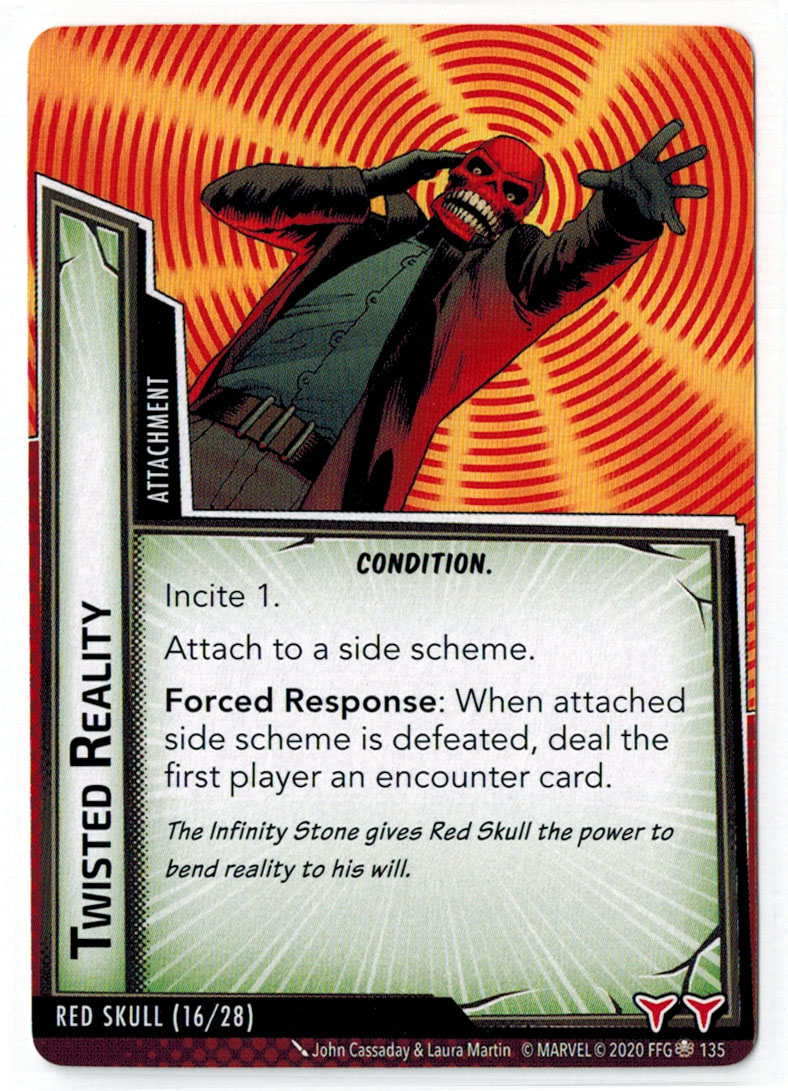 ATTACHMENT
TWISTED REALITY
CONDITION.
Incite 1.
Attach to a side scheme.
Forced Response: When attached
side scheme is defeated, deal the
first player an encounter card.
The Infinity Stone gives Red Skull the power to
bend reality to his will.
RED SKULL (16/28)
John Cassaday & Laura Martin © MARVEL © 2020 FFG 135